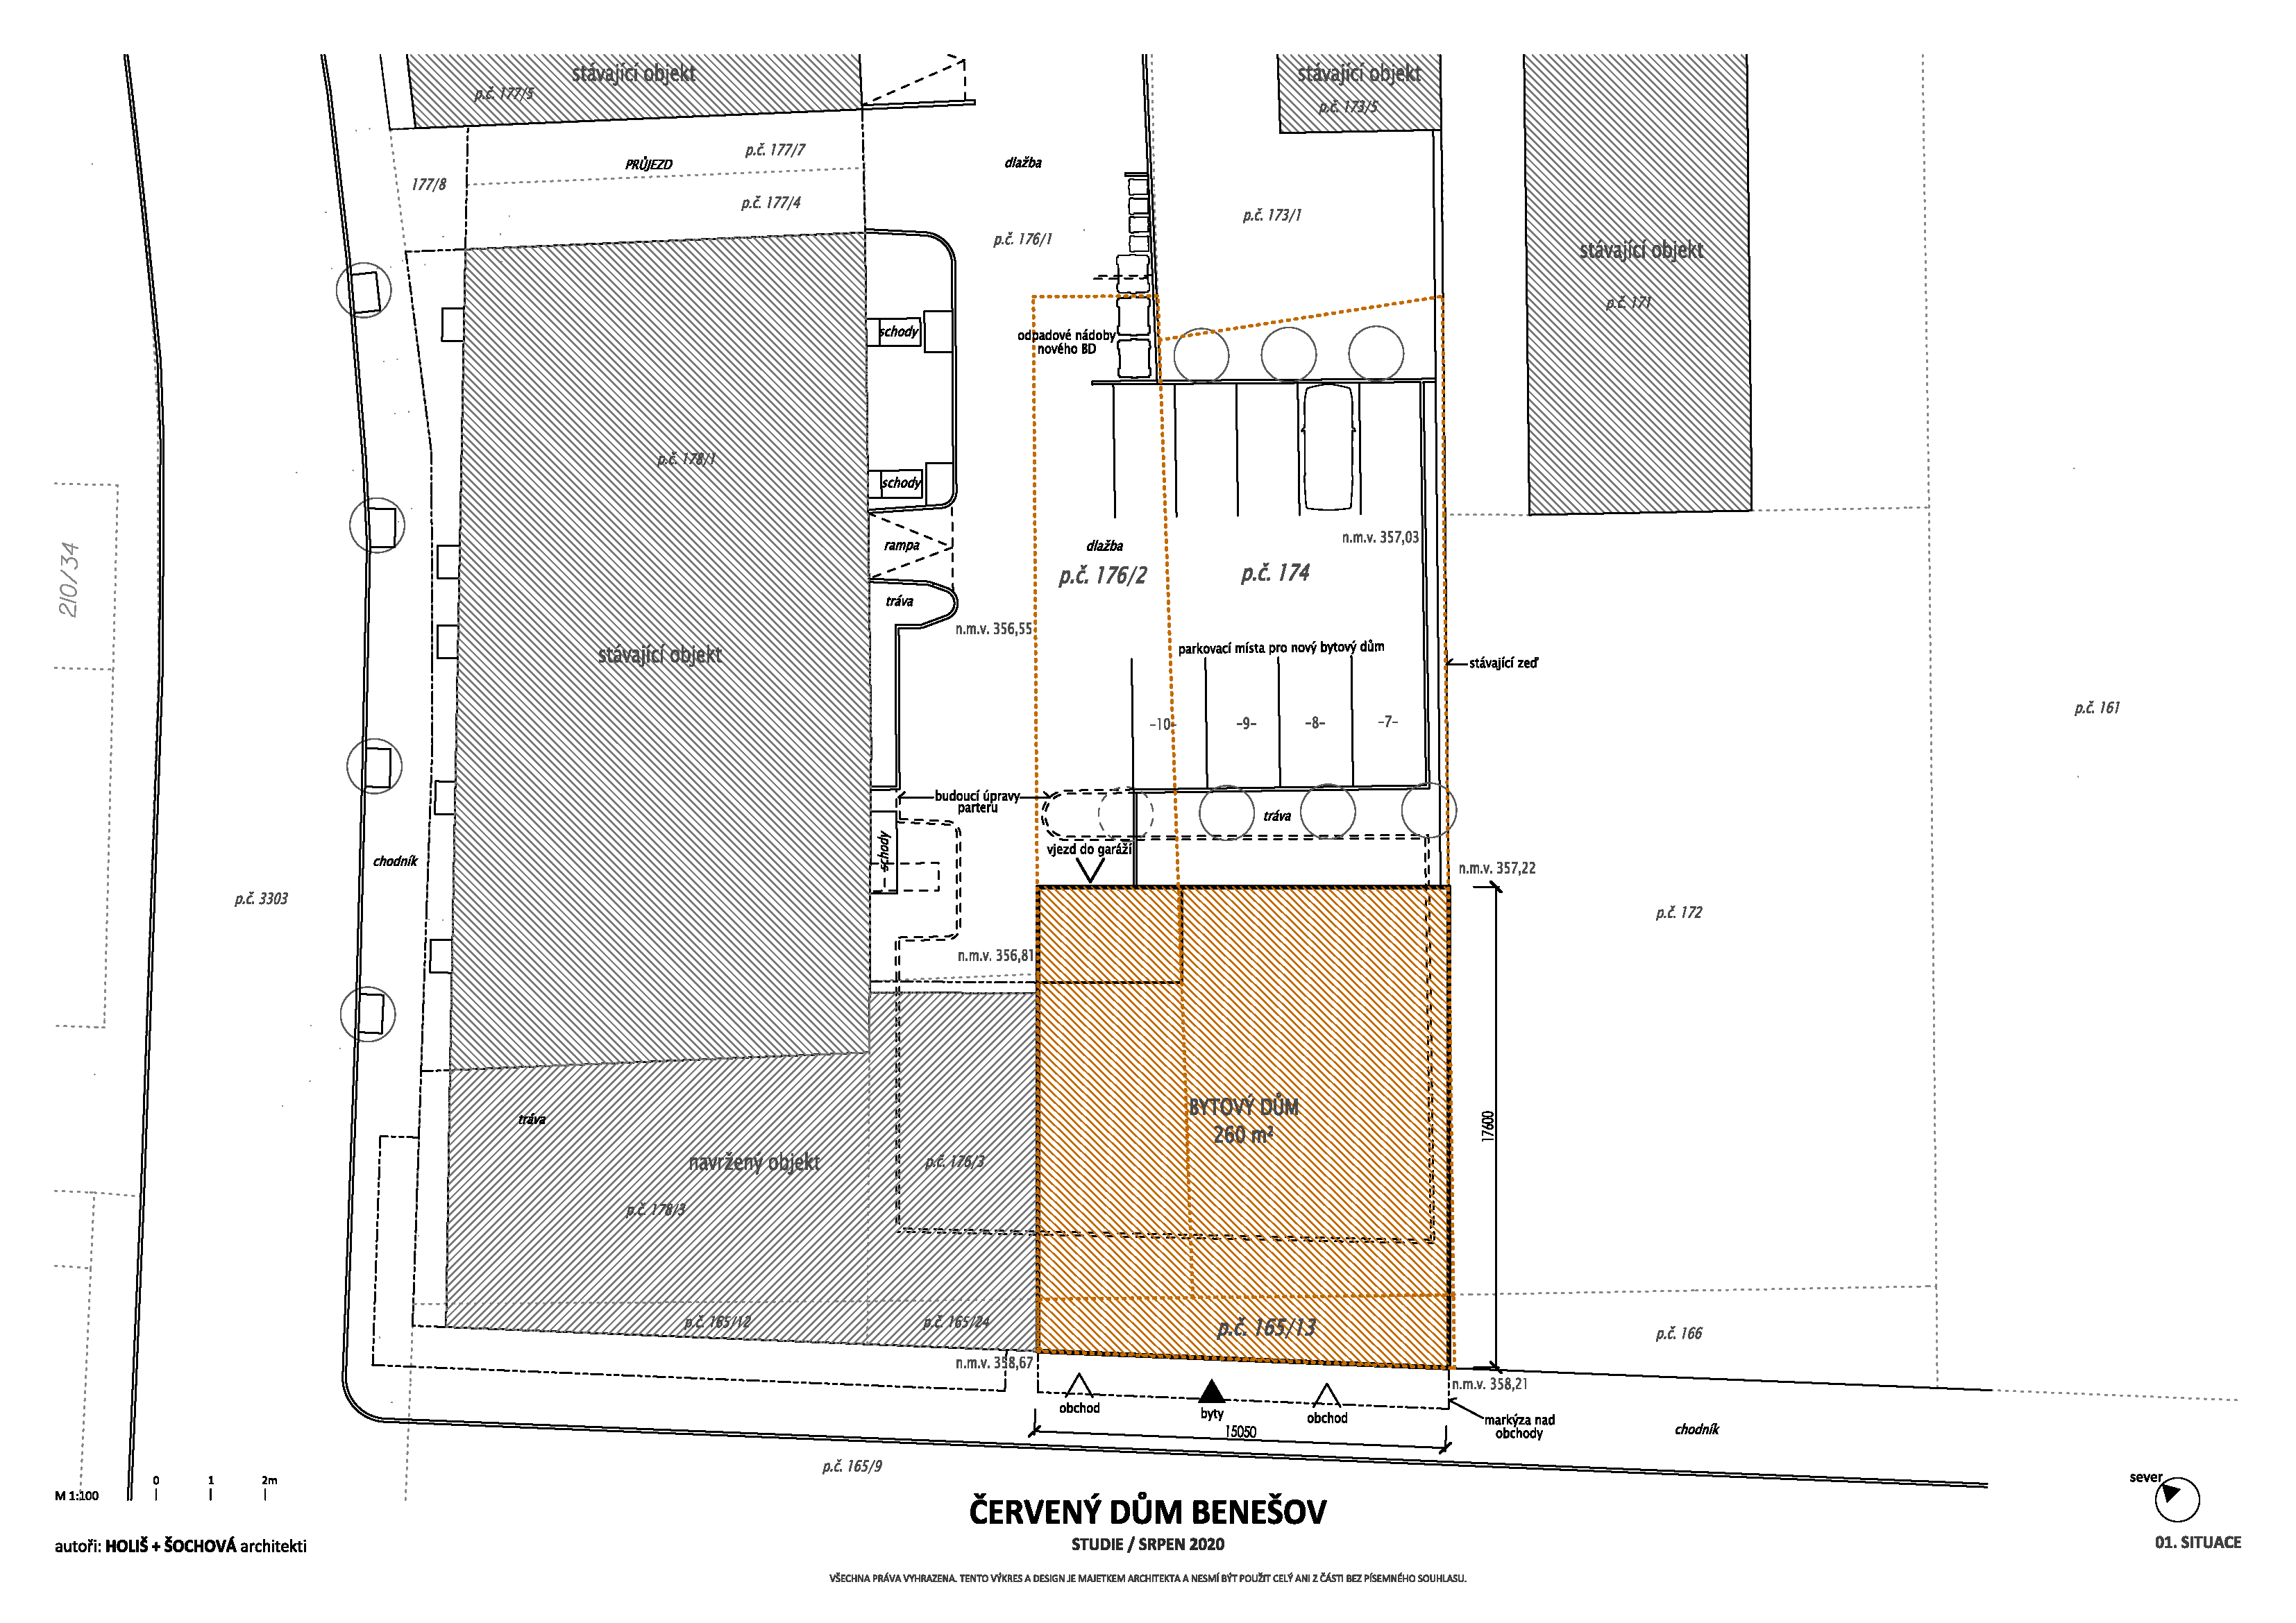 stávající objekt
p.č. 177/5
stávající objekt
p.č. 173/5
PRŮJEZD
p.č. 177/7
dlažba
177/8
p.č. 177/4
p.č. 173/1
p.č. 176/1
stávající objekt
p.č. 171
schody
odpadové nádoby
nového BD
p.č. 178/1
schody
n.m.v. 357,03
rampa
dlažba
p.č. 176/2
p.č. 174
210/34
tráva
n.m.v. 356,55
stávající objekt
parkovací místa pro nový bytový dům
stávající zeď
p.č. 161
-10-
-9-
-8-
-7-
budoucí úpravy
parteru
tráva
schody
vjezd do garáží
chodník
n.m.v. 357,22
p.č. 3303
p.č. 172
n.m.v. 356,81
BYTOVÝ DŮM
260 m²
17600
tráva
navržený objekt
p.č. 176/3
p.č. 178/3
p.č. 165/12
p.č. 165/24
p.č. 165/13
p.č. 166
n.m.v. 358,67
n.m.v. 358,21
obchod
byty
obchod
markýza nad
obchody
chodník
15050
p.č. 165/9
sever
M 1:100
0 1 2m
ČERVENÝ DŮM BENEŠOV
STUDIE / SRPEN 2020
autoři: HOLIŠ + ŠOCHOVÁ architekti
01. SITUACE
VŠECHNA PRÁVA VYHRAZENA. TENTO VÝKRES A DESIGN JE MAJETKEM ARCHITEKTA A NESMÍ BÝT POUŽIT CELÝ ANI Z ČÁSTI BEZ PÍSEMNÉHO SOUHLASU.